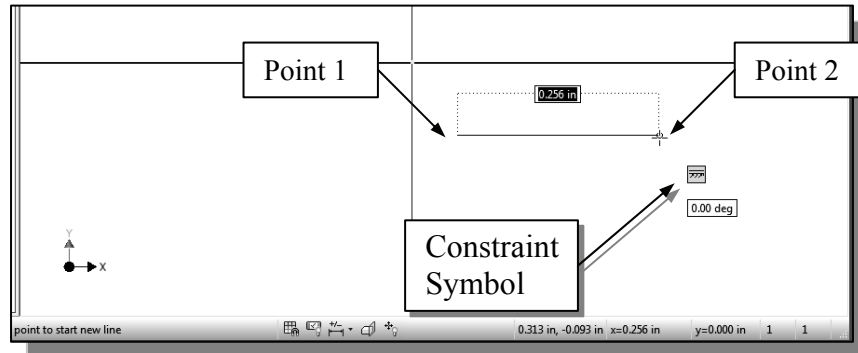 Point 1
Point 2
0.256 in
0.00 deg
Constraint
Symbol
Y
X
point to start new line
0.313 in, -0.093 in x=0.256 in y=0.000 in 1 1